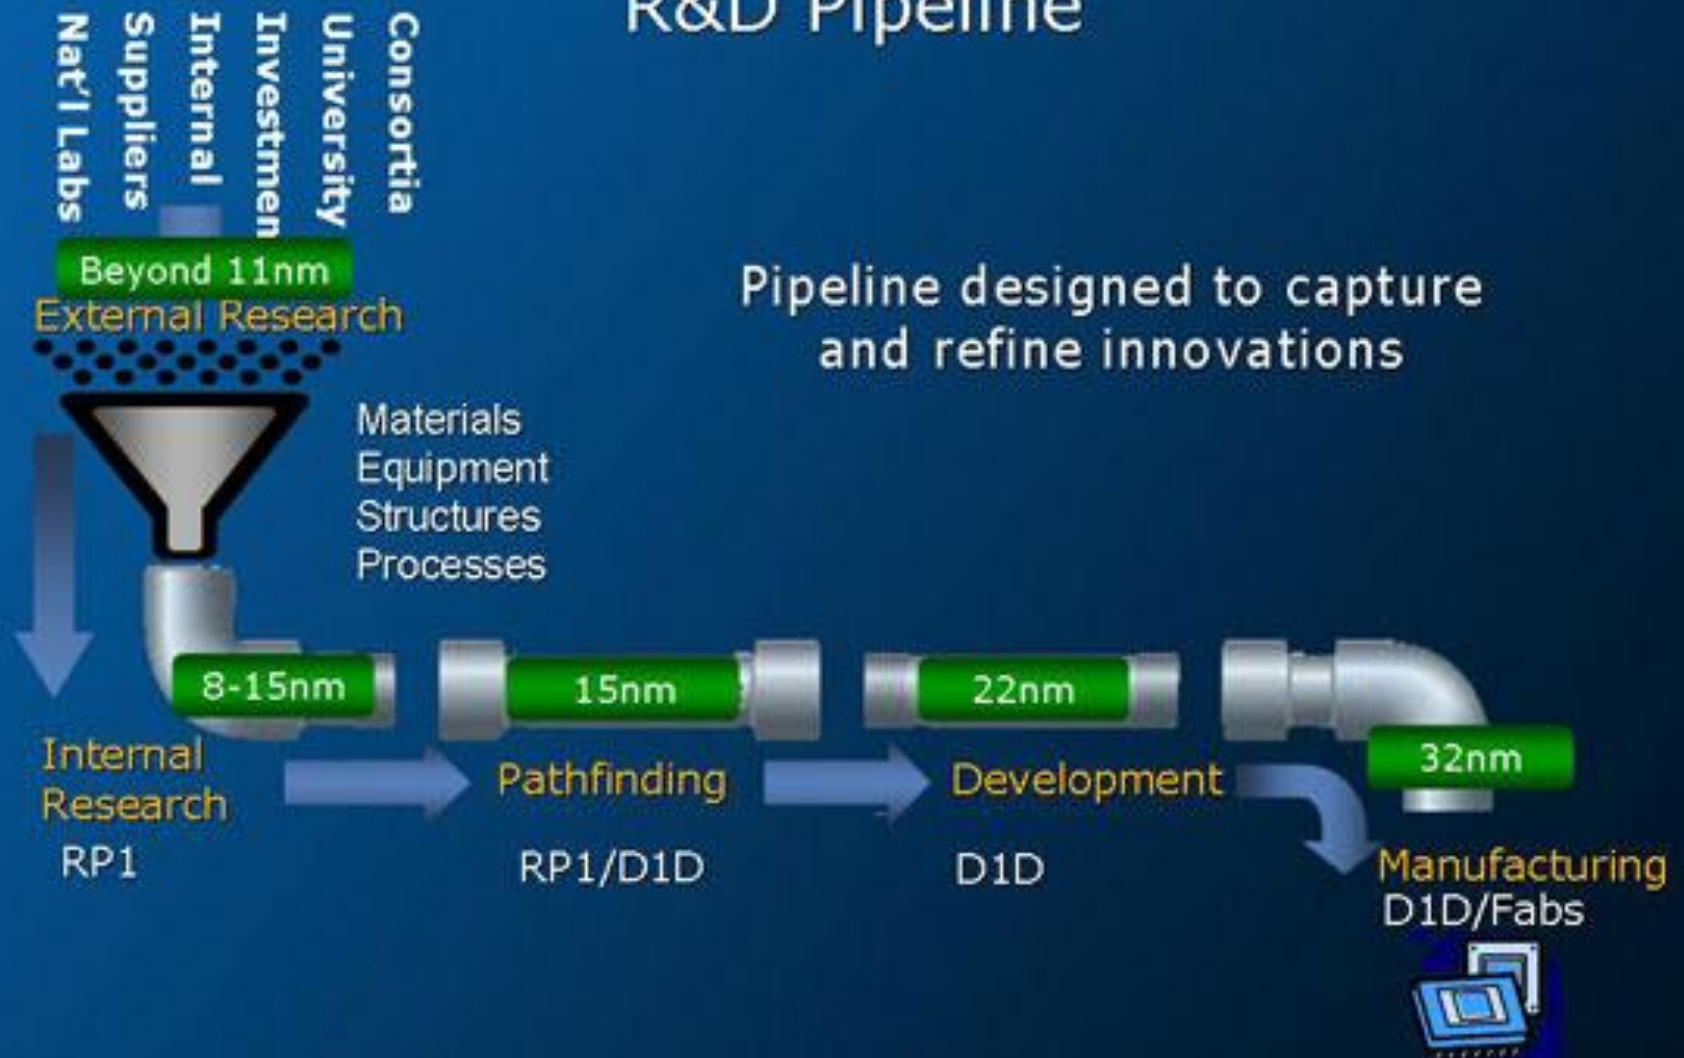 R&D Pipeline
Nat'l Labs
Suppliers
Internal
Investmen
University
Consortia
Beyond 11nm
External Research
Pipeline designed to capture
and refine innovations
Materials
Equipment
Structures
Processes
8-15nm
15nm
22nm
32nm
Internal
Research
RP1
Pathfinding
RP1/D1D
Development
D1D
Manufacturing
D1D/Fabs